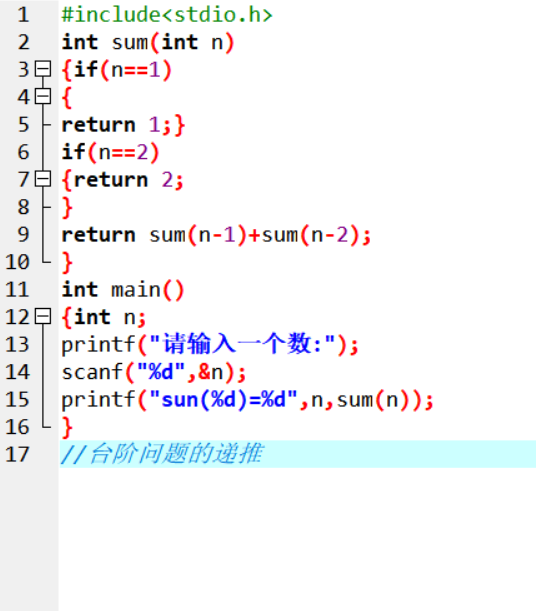 1 #include<stdio.h>
2 int sum(int n)
3 {if(n==1)
4 {
5 return 1;}
6 if(n==2)
7 {return 2;
8 }
9 return sum(n-1)+sum(n-2);
10 }
11 int main()
12 {int n;
13 printf("请输入一个数:");
14 scanf("%d",&n);
15 printf("sun(%d)=%d",n,sum(n));
16 }
17 //台阶问题的递推